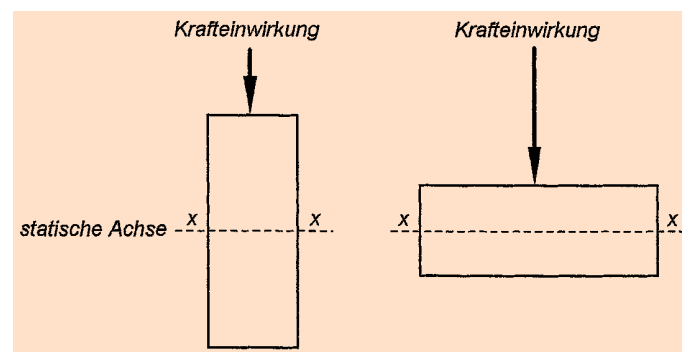 Krafteinwirkung
Krafteinwirkung
statische Achse
x
x
x
x